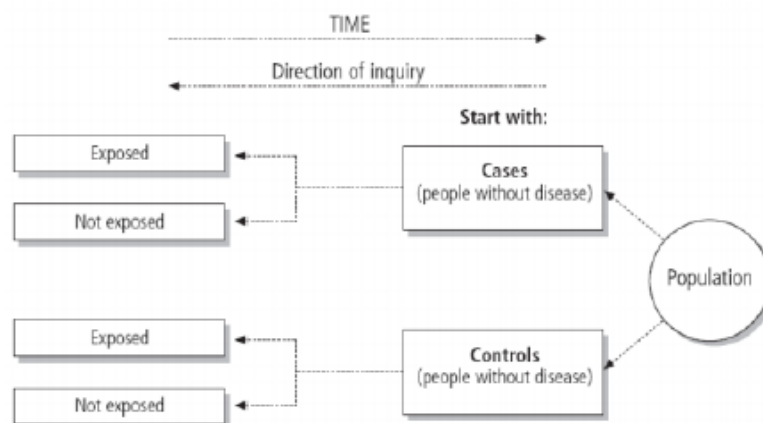 TIME
Direction of inquiry
Start with:
Exposed
Cases
(people without disease)
Not exposed
Population
Exposed
Controls
(people without disease)
Not exposed